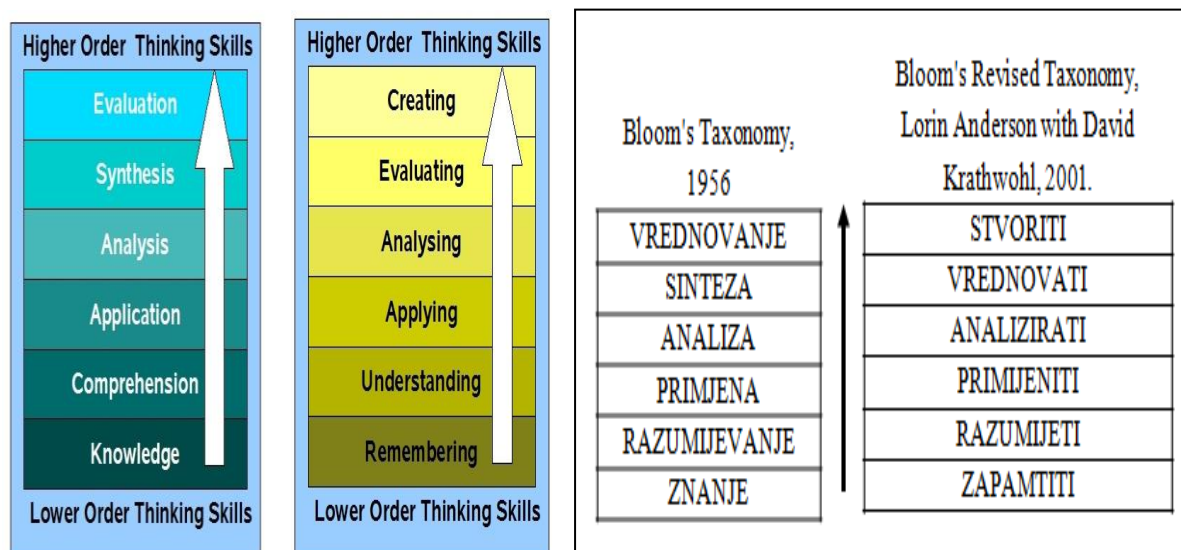 Higher Order Thinking Skills
Evaluation
Synthesis
Analysis
Application
Comprehension
Knowledge
Lower Order Thinking Skills
Higher Order Thinking Skills
Creating
Evaluating
Analysing
Applying
Understanding
Remembering
Lower Order Thinking Skills
Bloom's Taxonomy,
1956
VREDNOVANJE
SINTEZA
ANALIZA
PRIMJENA
RAZUMIJEVANJE
ZNANJE
Bloom's Revised Taxonomy,
Lorin Anderson with David
Krathwohl, 2001.
STVORITI
VREDNOVATI
ANALIZIRATI
PRIMIJENITI
RAZUMIJETI
ZAPAMTITI